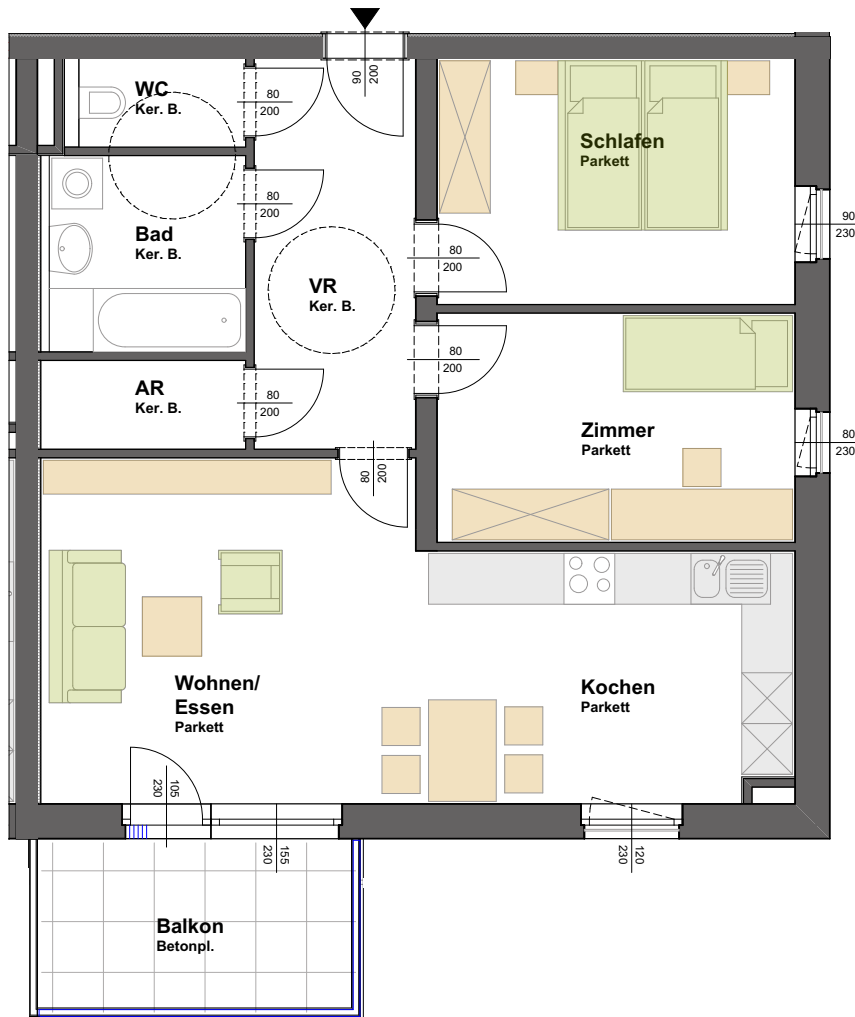 90
200
WC
Ker. B.
80
200
Schlafen
Parkett
80
200
90
230
Bad
Ker. B.
80
200
VR
Ker. B.
80
200
AR
Ker. B.
80
200
Zimmer
Parkett
80
230
80
200
Wohnen/
Essen
Parkett
Kochen
Parkett
105
230
155
230
120
230
Balkon
Betonpl.